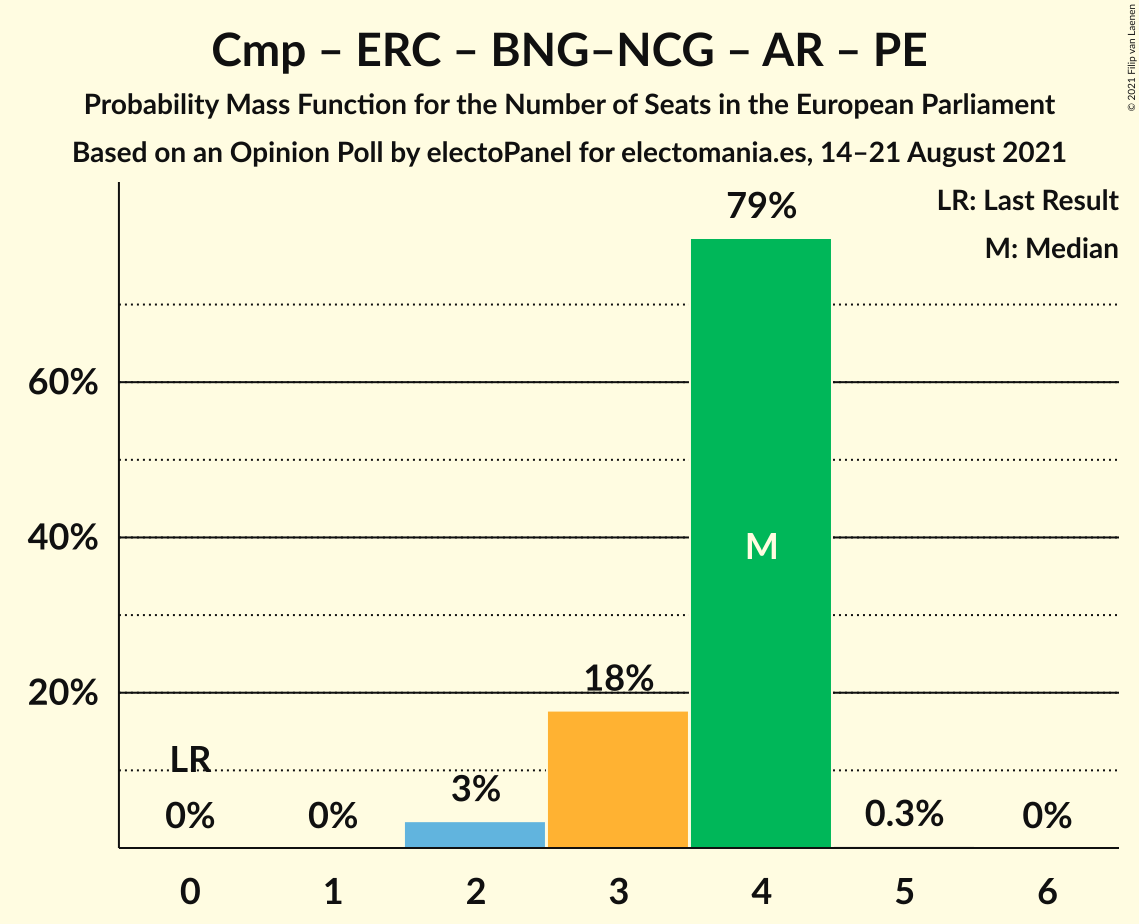 Cmp – ERC – BNG–NCG – AR – PE
Probability Mass Function for the Number of Seats in the European Parliament
Based on an Opinion Poll by electoPanel for electomania.es, 14–21 August 2021
© 2021 Filip van Laenen
LR: Last Result
M: Median
79%
60%
40%
M
18%
20%
LR
3%
0%
0%
0.3%
0%
0
1
2
3
4
5
6